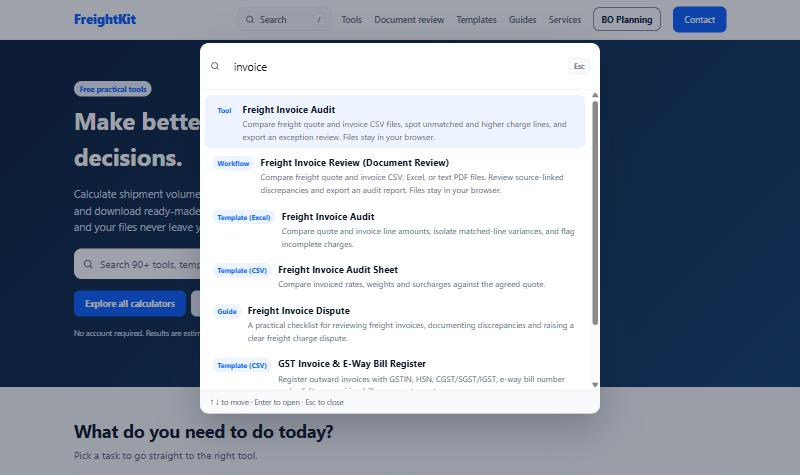 FreightKit
Search /
Tools
Document review
Templates
Guides
Services
BO Planning
Contact
Free practical tools
Make bette
decisions.
Calculate shipment volume
and download ready-made
and your files never leave y
Search 90+ tools, temp
Explore all calculators
No account required. Results are estim
invoice
Esc
Tool
Freight Invoice Audit
Compare freight quote and invoice CSV files, spot unmatched and higher charge lines, and
export an exception review. Files stay in your browser.
Workflow
Freight Invoice Review (Document Review)
Compare freight quote and invoice CSV, Excel, or text PDF files. Review source-linked
discrepancies and export an audit report. Files stay in your browser.
Template (Excel)
Freight Invoice Audit
Compare quote and invoice line amounts, isolate matched-line variances, and flag
incomplete charges.
Template (CSV)
Freight Invoice Audit Sheet
Compare invoiced rates, weights and surcharges against the agreed quote.
Guide
Freight Invoice Dispute
A practical checklist for reviewing freight invoices, documenting discrepancies and raising a
clear freight charge dispute.
Template (CSV)
GST Invoice & E-Way Bill Register
Register outward invoices with GSTIN, HSN, CGST/SGST/IGST, e-way bill number
↑ ↓ to move · Enter to open · Esc to close
What do you need to do today?
Pick a task to go straight to the right tool.